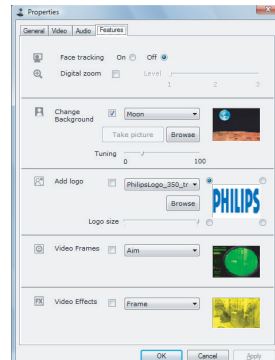 Properties
General Video Audio Features
Face tracking On Off
Digital zoom Level
1 2 3
Change Background Moon
Take picture Browse
Tuning
0 100
Add logo PhilipsLogo_350_tr
Browse
PHILIPS
Logo size
Video Frames Aim
FX Video Effects Frame
OK Cancel Apply